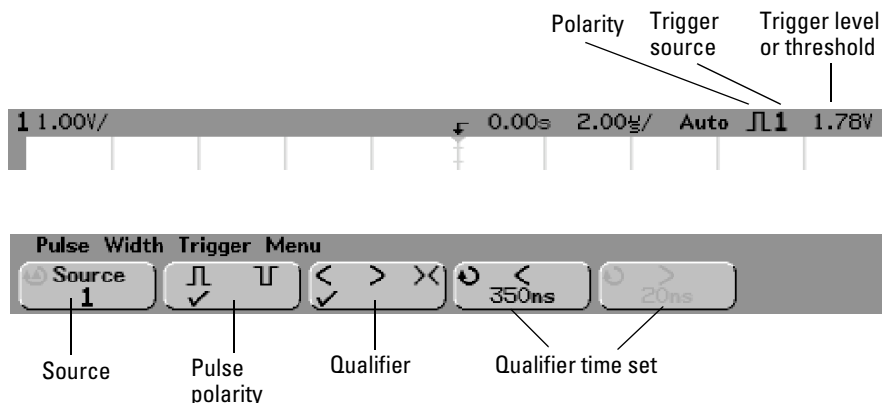 Polarity Trigger source Trigger level or threshold
1 1.00V/ 0.00s 2.00us/ Auto 1 1.78V
Pulse Width Trigger Menu
Source 1 < > >< < 350ns > 20ns
Source Pulse polarity Qualifier Qualifier time set